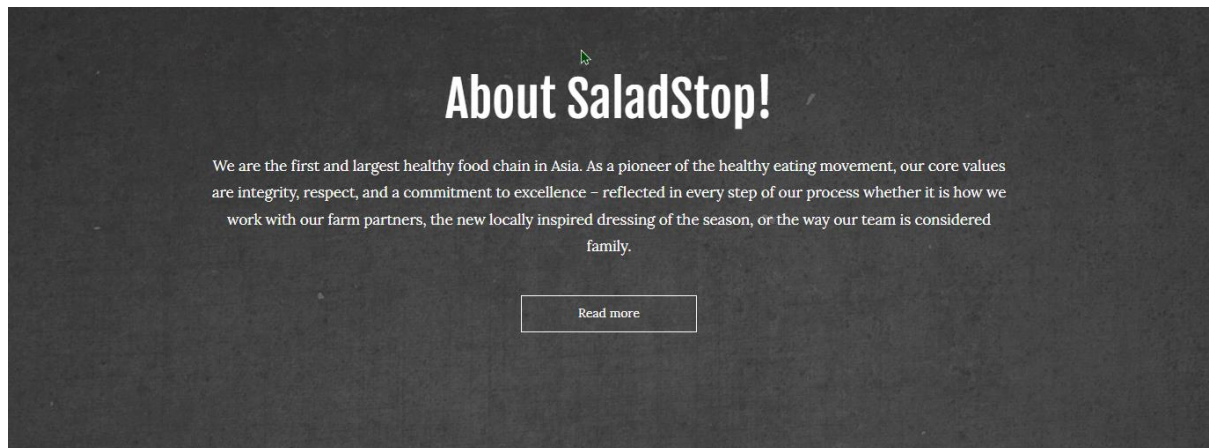 About SaladStop!
We are the first and largest healthy food chain in Asia. As a pioneer of the healthy eating movement, our core values
are integrity, respect, and a commitment to excellence – reflected in every step of our process whether it is how we
work with our farm partners, the new locally inspired dressing of the season, or the way our team is considered
family.
Read more